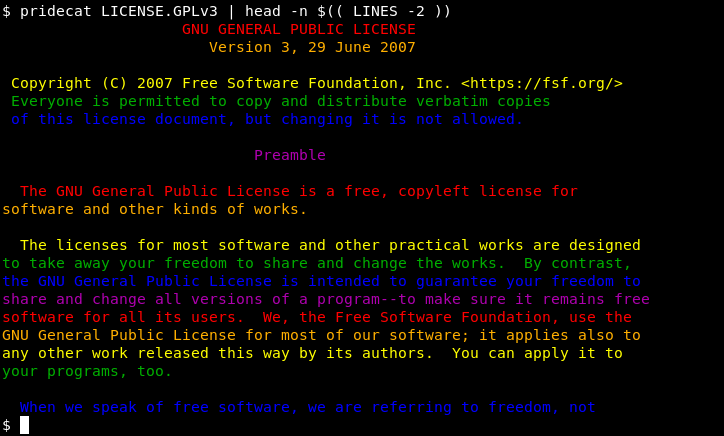 $ pridecat LICENSE.GPLv3 | head -n $(( LINES -2 ))
GNU GENERAL PUBLIC LICENSE
Version 3, 29 June 2007
Copyright (C) 2007 Free Software Foundation, Inc. <https://fsf.org/>
Everyone is permitted to copy and distribute verbatim copies
of this license document, but changing it is not allowed.
Preamble
The GNU General Public License is a free, copyleft license for
software and other kinds of works.
The licenses for most software and other practical works are designed
to take away your freedom to share and change the works.  By contrast,
the GNU General Public License is intended to guarantee your freedom to
share and change all versions of a program--to make sure it remains free
software for all its users.  We, the Free Software Foundation, use the
GNU General Public License for most of our software; it applies also to
any other work released this way by its authors.  You can apply it to
your programs, too.
When we speak of free software, we are referring to freedom, not
$